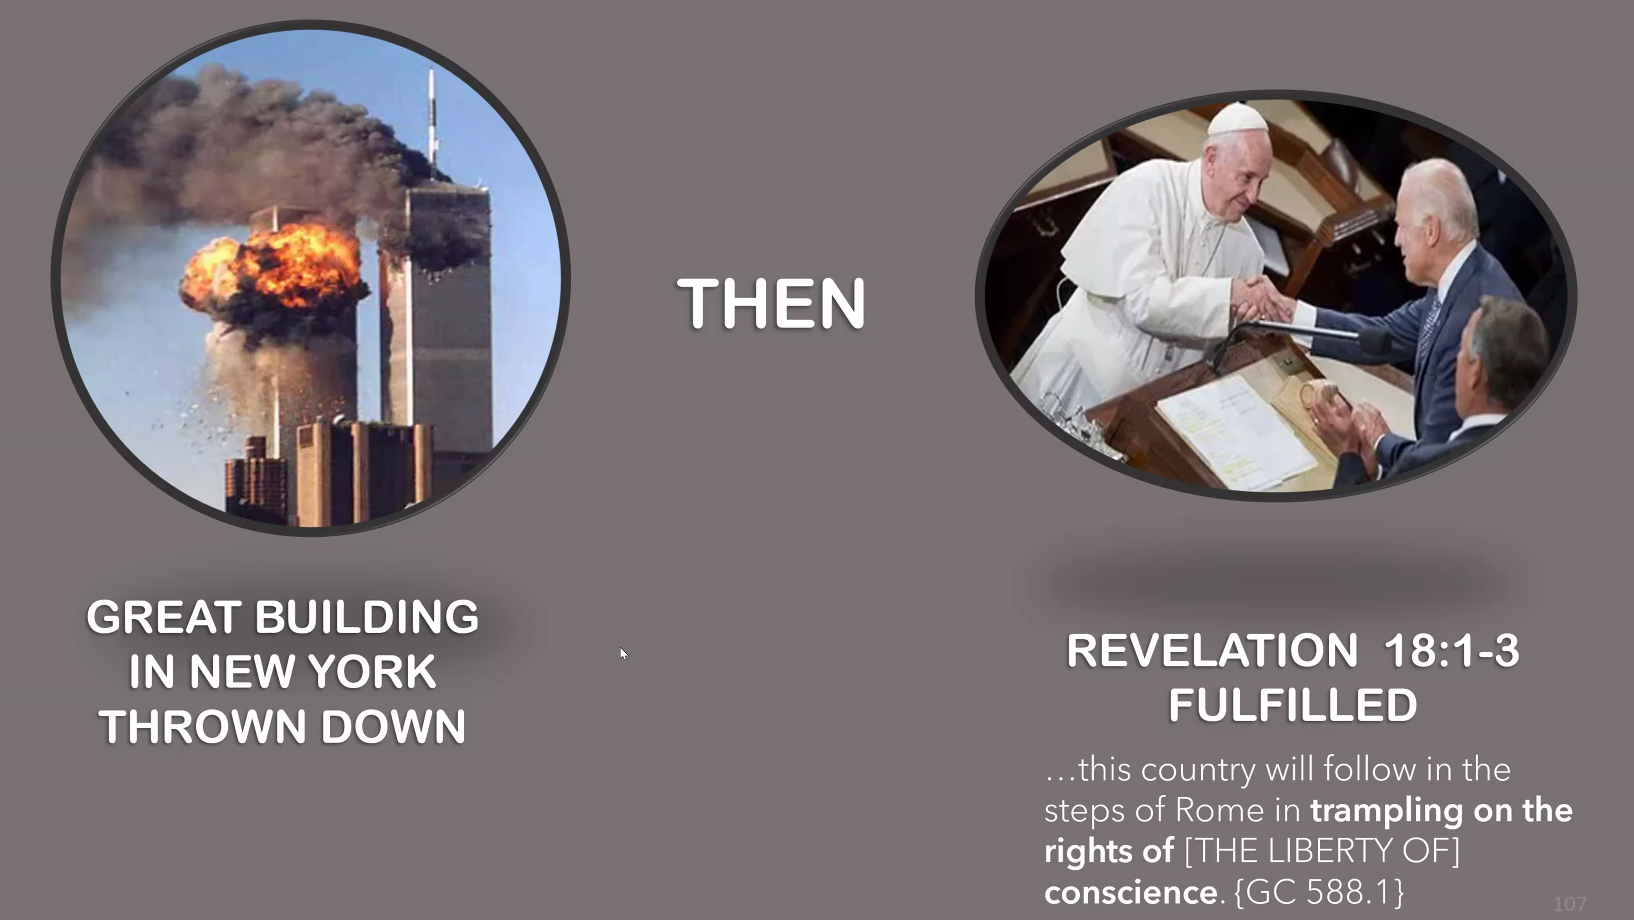 THEN
GREAT BUILDING
IN NEW YORK
THROWN DOWN
REVELATION  18:1-3
FULFILLED
…this country will follow in the
steps of Rome in trampling on the
rights of [THE LIBERTY OF]
conscience. {GC 588.1}
107